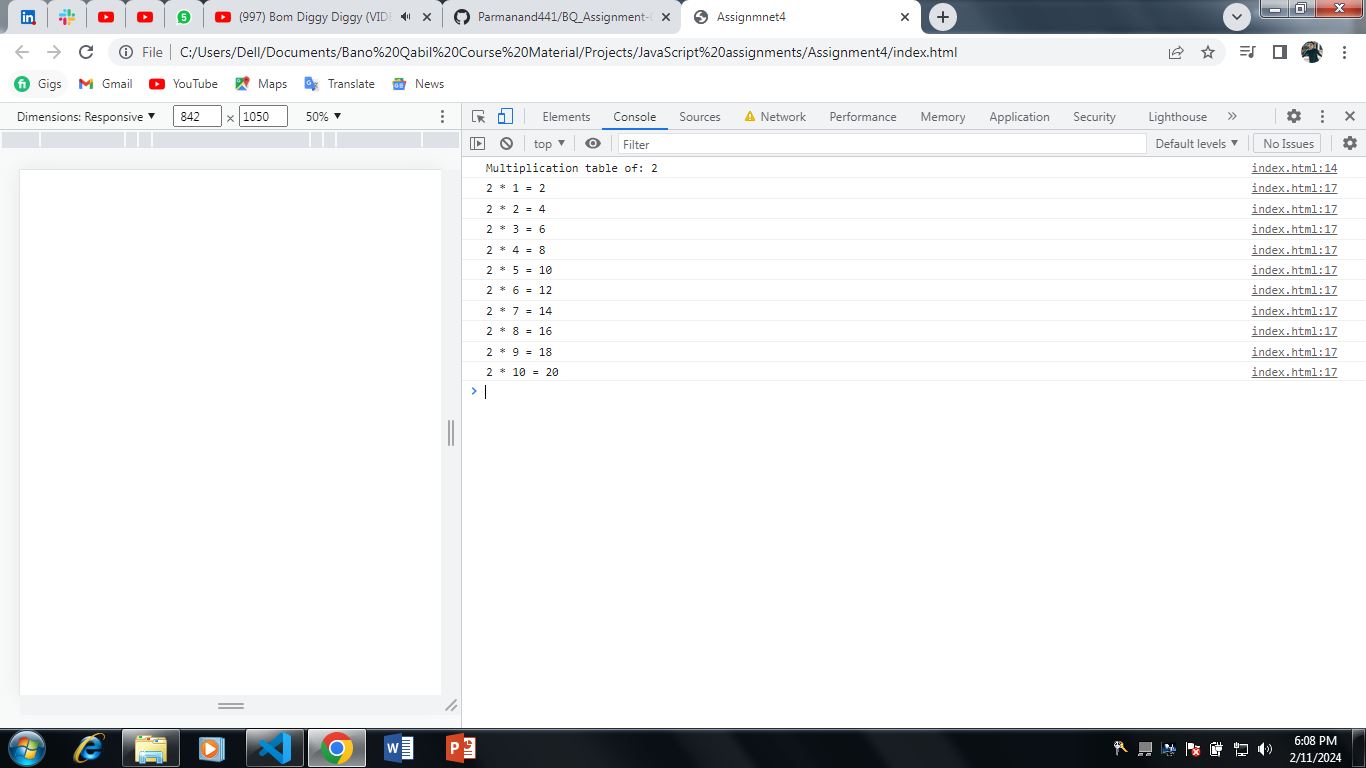 (997) Bom Diggy Diggy (VIDE
Parmanand441/BQ_Assignment-
Assignmnet4
File C:/Users/Dell/Documents/Bano%20Qabil%20Course%20Material/Projects/JavaScript%20assignments/Assignment4/index.html
Gigs Gmail YouTube Maps Translate News
Dimensions: Responsive 842 × 1050 50%
Elements Console Sources Network Performance Memory Application Security Lighthouse
top Filter Default levels No Issues
Multiplication table of: 2 index.html:14
2 * 1 = 2 index.html:17
2 * 2 = 4 index.html:17
2 * 3 = 6 index.html:17
2 * 4 = 8 index.html:17
2 * 5 = 10 index.html:17
2 * 6 = 12 index.html:17
2 * 7 = 14 index.html:17
2 * 8 = 16 index.html:17
2 * 9 = 18 index.html:17
2 * 10 = 20 index.html:17
6:08 PM
2/11/2024